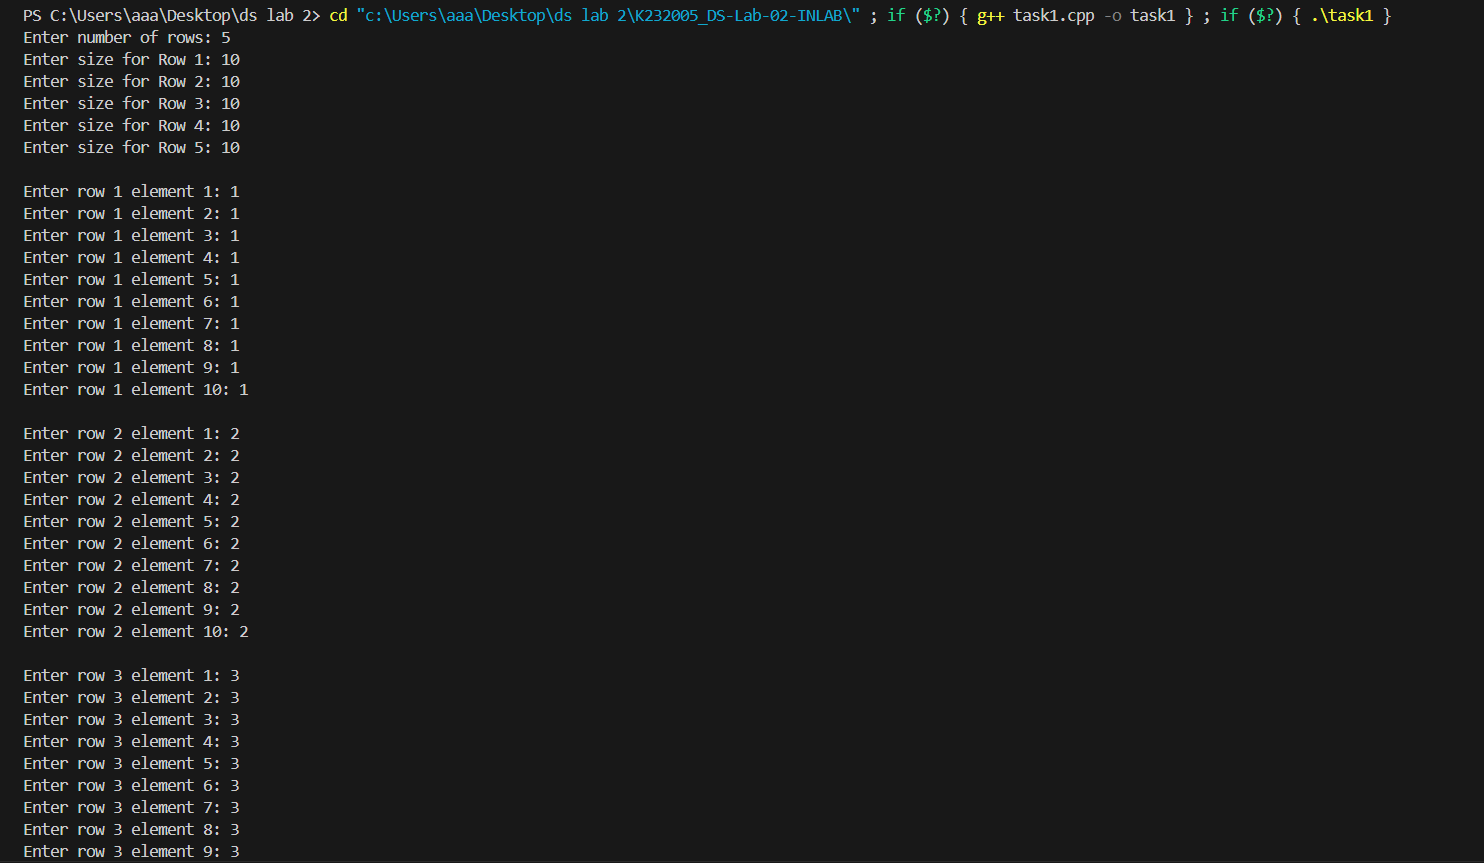 PS C:\Users\aaa\Desktop\ds lab 2> cd "c:\Users\aaa\Desktop\ds lab 2\K232005_DS-Lab-02-INLAB\" ; if ($?) { g++ task1.cpp -o task1 } ; if ($?) { .\task1 }
Enter number of rows: 5
Enter size for Row 1: 10
Enter size for Row 2: 10
Enter size for Row 3: 10
Enter size for Row 4: 10
Enter size for Row 5: 10
Enter row 1 element 1: 1
Enter row 1 element 2: 1
Enter row 1 element 3: 1
Enter row 1 element 4: 1
Enter row 1 element 5: 1
Enter row 1 element 6: 1
Enter row 1 element 7: 1
Enter row 1 element 8: 1
Enter row 1 element 9: 1
Enter row 1 element 10: 1
Enter row 2 element 1: 2
Enter row 2 element 2: 2
Enter row 2 element 3: 2
Enter row 2 element 4: 2
Enter row 2 element 5: 2
Enter row 2 element 6: 2
Enter row 2 element 7: 2
Enter row 2 element 8: 2
Enter row 2 element 9: 2
Enter row 2 element 10: 2
Enter row 3 element 1: 3
Enter row 3 element 2: 3
Enter row 3 element 3: 3
Enter row 3 element 4: 3
Enter row 3 element 5: 3
Enter row 3 element 6: 3
Enter row 3 element 7: 3
Enter row 3 element 8: 3
Enter row 3 element 9: 3